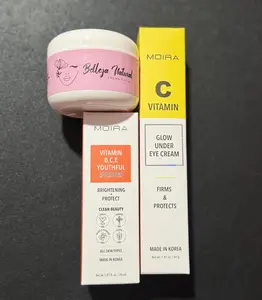 Belleza Natural
MOIRA
VITAMIN
B.C.E
YOUTHFUL
BRIGHTENING
PROTECT
CLEAN BEAUTY
ALL SKIN TYPES
MADE IN KOREA
MOIRA
C
VITAMIN
GLOW
UNDER
EYE CREAM
FIRMS
&
PROTECTS
MADE IN KOREA